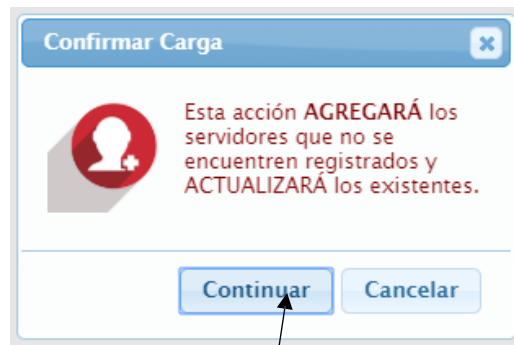 Confirmar Carga
Esta acción AGREGARÁ los
servidores que no se
encuentren registrados y
ACTUALIZARÁ los existentes.
Continuar
Cancelar